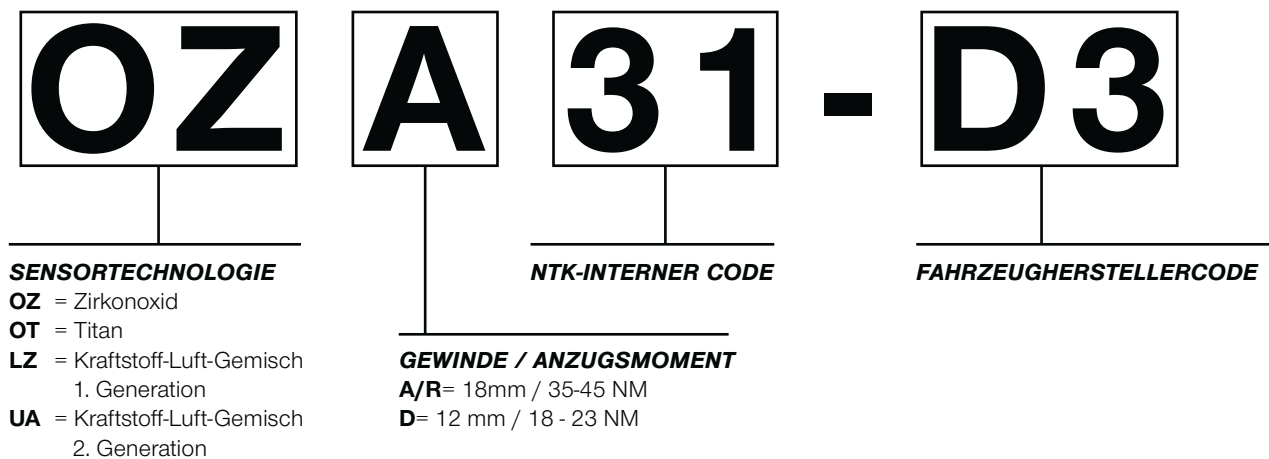 OZ A 31 - D3
SENSORTECHNOLOGIE
OZ = Zirkonoxid
OT = Titan
LZ = Kraftstoff-Luft-Gemisch
1. Generation
UA = Kraftstoff-Luft-Gemisch
2. Generation
GEWINDE / ANZUGSMOMENT
A/R= 18mm / 35-45 NM
D= 12 mm / 18 - 23 NM
NTK-INTERNER CODE
FAHRZEUGHERSTELLERCODE